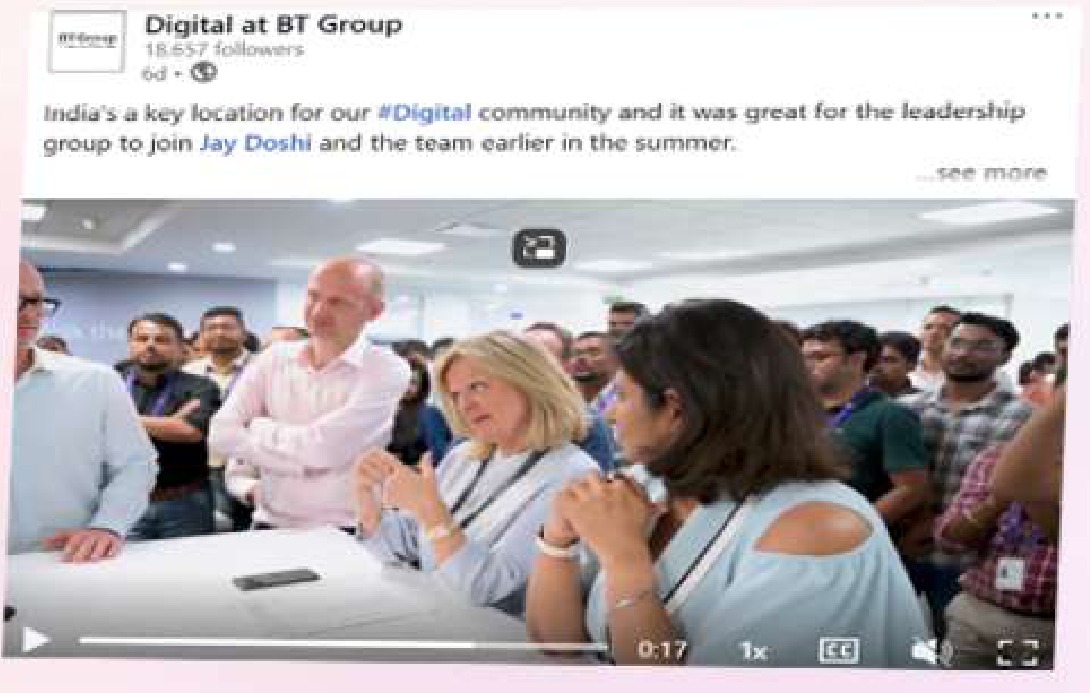 BT Group
Digital at BT Group
18,657 followers
6d •
India's a key location for our #Digital community and it was great for the leadership
group to join Jay Doshi and the team earlier in the summer.
...see more
0:17 1x CC